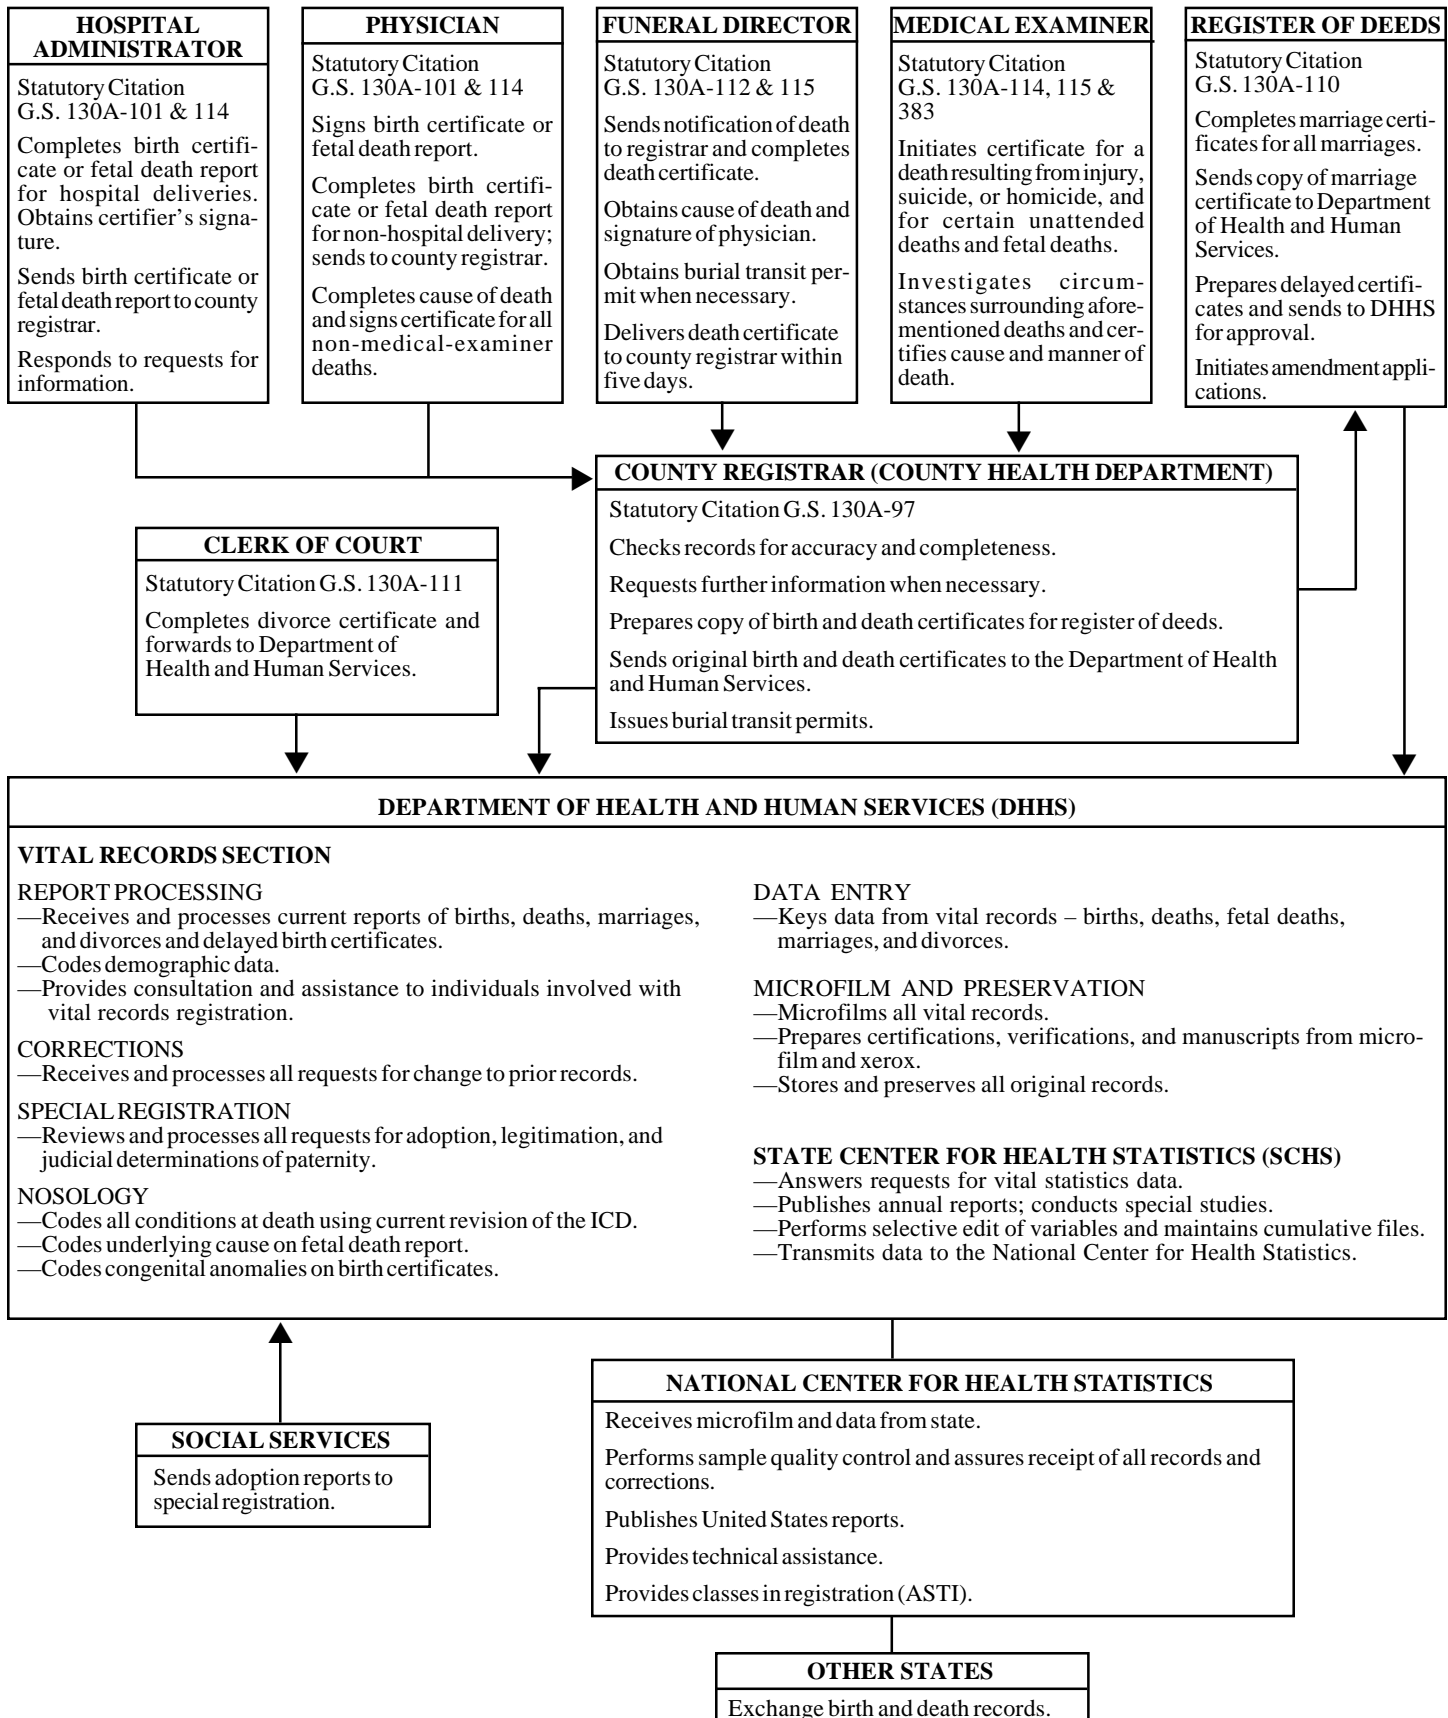 HOSPITAL
ADMINISTRATOR
Statutory Citation
G.S. 130A-101 & 114
Completes birth certifi-
cate or fetal death report
for hospital deliveries.
Obtains certifier’s signa-
ture.
Sends birth certificate or
fetal death report to county
registrar.
Responds to requests for
information.
PHYSICIAN
Statutory Citation
G.S. 130A-101 & 114
Signs birth certificate or
fetal death report.
Completes birth certifi-
cate or fetal death report
for non-hospital delivery;
sends to county registrar.
Completes cause of death
and signs certificate for all
non-medical-examiner
deaths.
FUNERAL DIRECTOR
Statutory Citation
G.S. 130A-112 & 115
Sends notification of death
to registrar and completes
death certificate.
Obtains cause of death and
signature of physician.
Obtains burial transit per-
mit when necessary.
Delivers death certificate
to county registrar within
five days.
MEDICAL EXAMINER
Statutory Citation
G.S. 130A-114, 115 &
383
Initiates certificate for a
death resulting from injury,
suicide, or homicide, and
for certain unattended
deaths and fetal deaths.
Investigates circum-
stances surrounding afore-
mentioned deaths and cer-
tifies cause and manner of
death.
REGISTER OF DEEDS
Statutory Citation
G.S. 130A-110
Completes marriage certi-
ficates for all marriages.
Sends copy of marriage
certificate to Department
of Health and Human
Services.
Prepares delayed certifi-
cates and sends to DHHS
for approval.
Initiates amendment appli-
cations.
COUNTY REGISTRAR (COUNTY HEALTH DEPARTMENT)
Statutory Citation G.S. 130A-97
Checks records for accuracy and completeness.
Requests further information when necessary.
Prepares copy of birth and death certificates for register of deeds.
Sends original birth and death certificates to the Department of Health
and Human Services.
Issues burial transit permits.
CLERK OF COURT
Statutory Citation G.S. 130A-111
Completes divorce certificate and
forwards to Department of
Health and Human Services.
DEPARTMENT OF HEALTH AND HUMAN SERVICES (DHHS)
VITAL RECORDS SECTION
REPORT PROCESSING
—Receives and processes current reports of births, deaths, marriages,
and divorces and delayed birth certificates.
—Codes demographic data.
—Provides consultation and assistance to individuals involved with
vital records registration.
CORRECTIONS
—Receives and processes all requests for change to prior records.
SPECIAL REGISTRATION
—Reviews and processes all requests for adoption, legitimation, and
judicial determinations of paternity.
NOSOLOGY
—Codes all conditions at death using current revision of the ICD.
—Codes underlying cause on fetal death report.
—Codes congenital anomalies on birth certificates.
DATA ENTRY
—Keys data from vital records – births, deaths, fetal deaths,
marriages, and divorces.
MICROFILM AND PRESERVATION
—Microfilms all vital records.
—Prepares certifications, verifications, and manuscripts from micro-
film and xerox.
—Stores and preserves all original records.
STATE CENTER FOR HEALTH STATISTICS (SCHS)
—Answers requests for vital statistics data.
—Publishes annual reports; conducts special studies.
—Performs selective edit of variables and maintains cumulative files.
—Transmits data to the National Center for Health Statistics.
SOCIAL SERVICES
Sends adoption reports to
special registration.
NATIONAL CENTER FOR HEALTH STATISTICS
Receives microfilm and data from state.
Performs sample quality control and assures receipt of all records and
corrections.
Publishes United States reports.
Provides technical assistance.
Provides classes in registration (ASTI).
OTHER STATES
Exchange birth and death records.